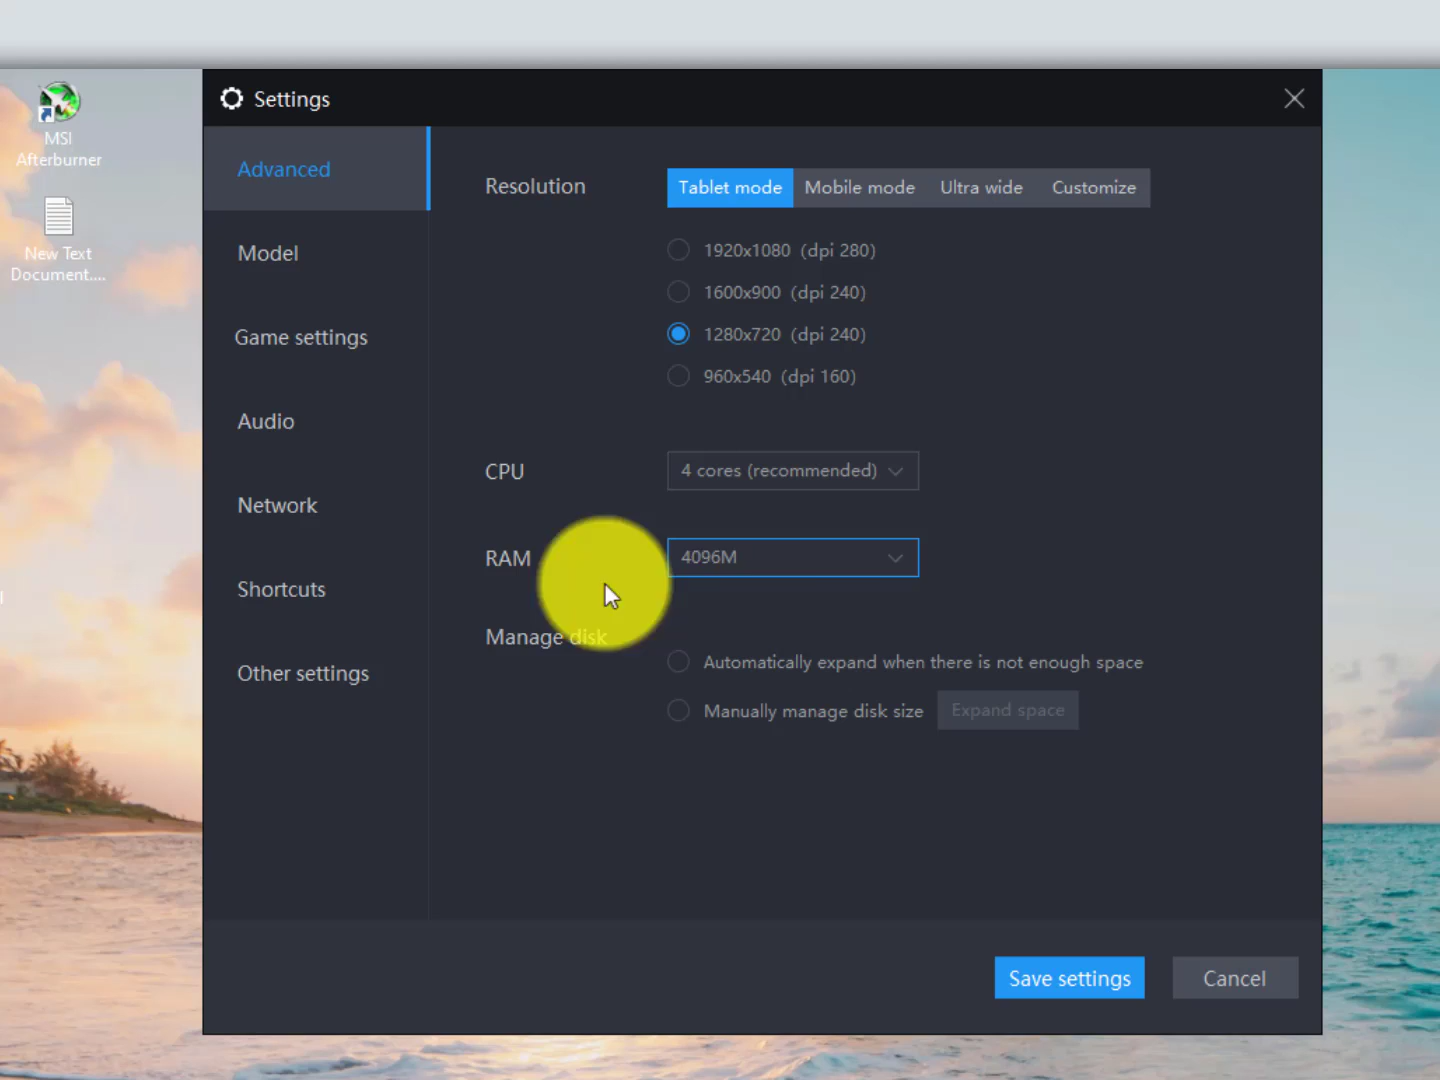 MSI
Afterburner
New Text
Document....
Settings
Advanced
Model
Game settings
Audio
Network
Shortcuts
Other settings
Resolution
Tablet mode
Mobile mode
Ultra wide
Customize
1920x1080 (dpi 280)
1600x900 (dpi 240)
1280x720 (dpi 240)
960x540 (dpi 160)
CPU
4 cores (recommended)
RAM
4096M
Manage disk
Automatically expand when there is not enough space
Manually manage disk size
Expand space
Save settings
Cancel